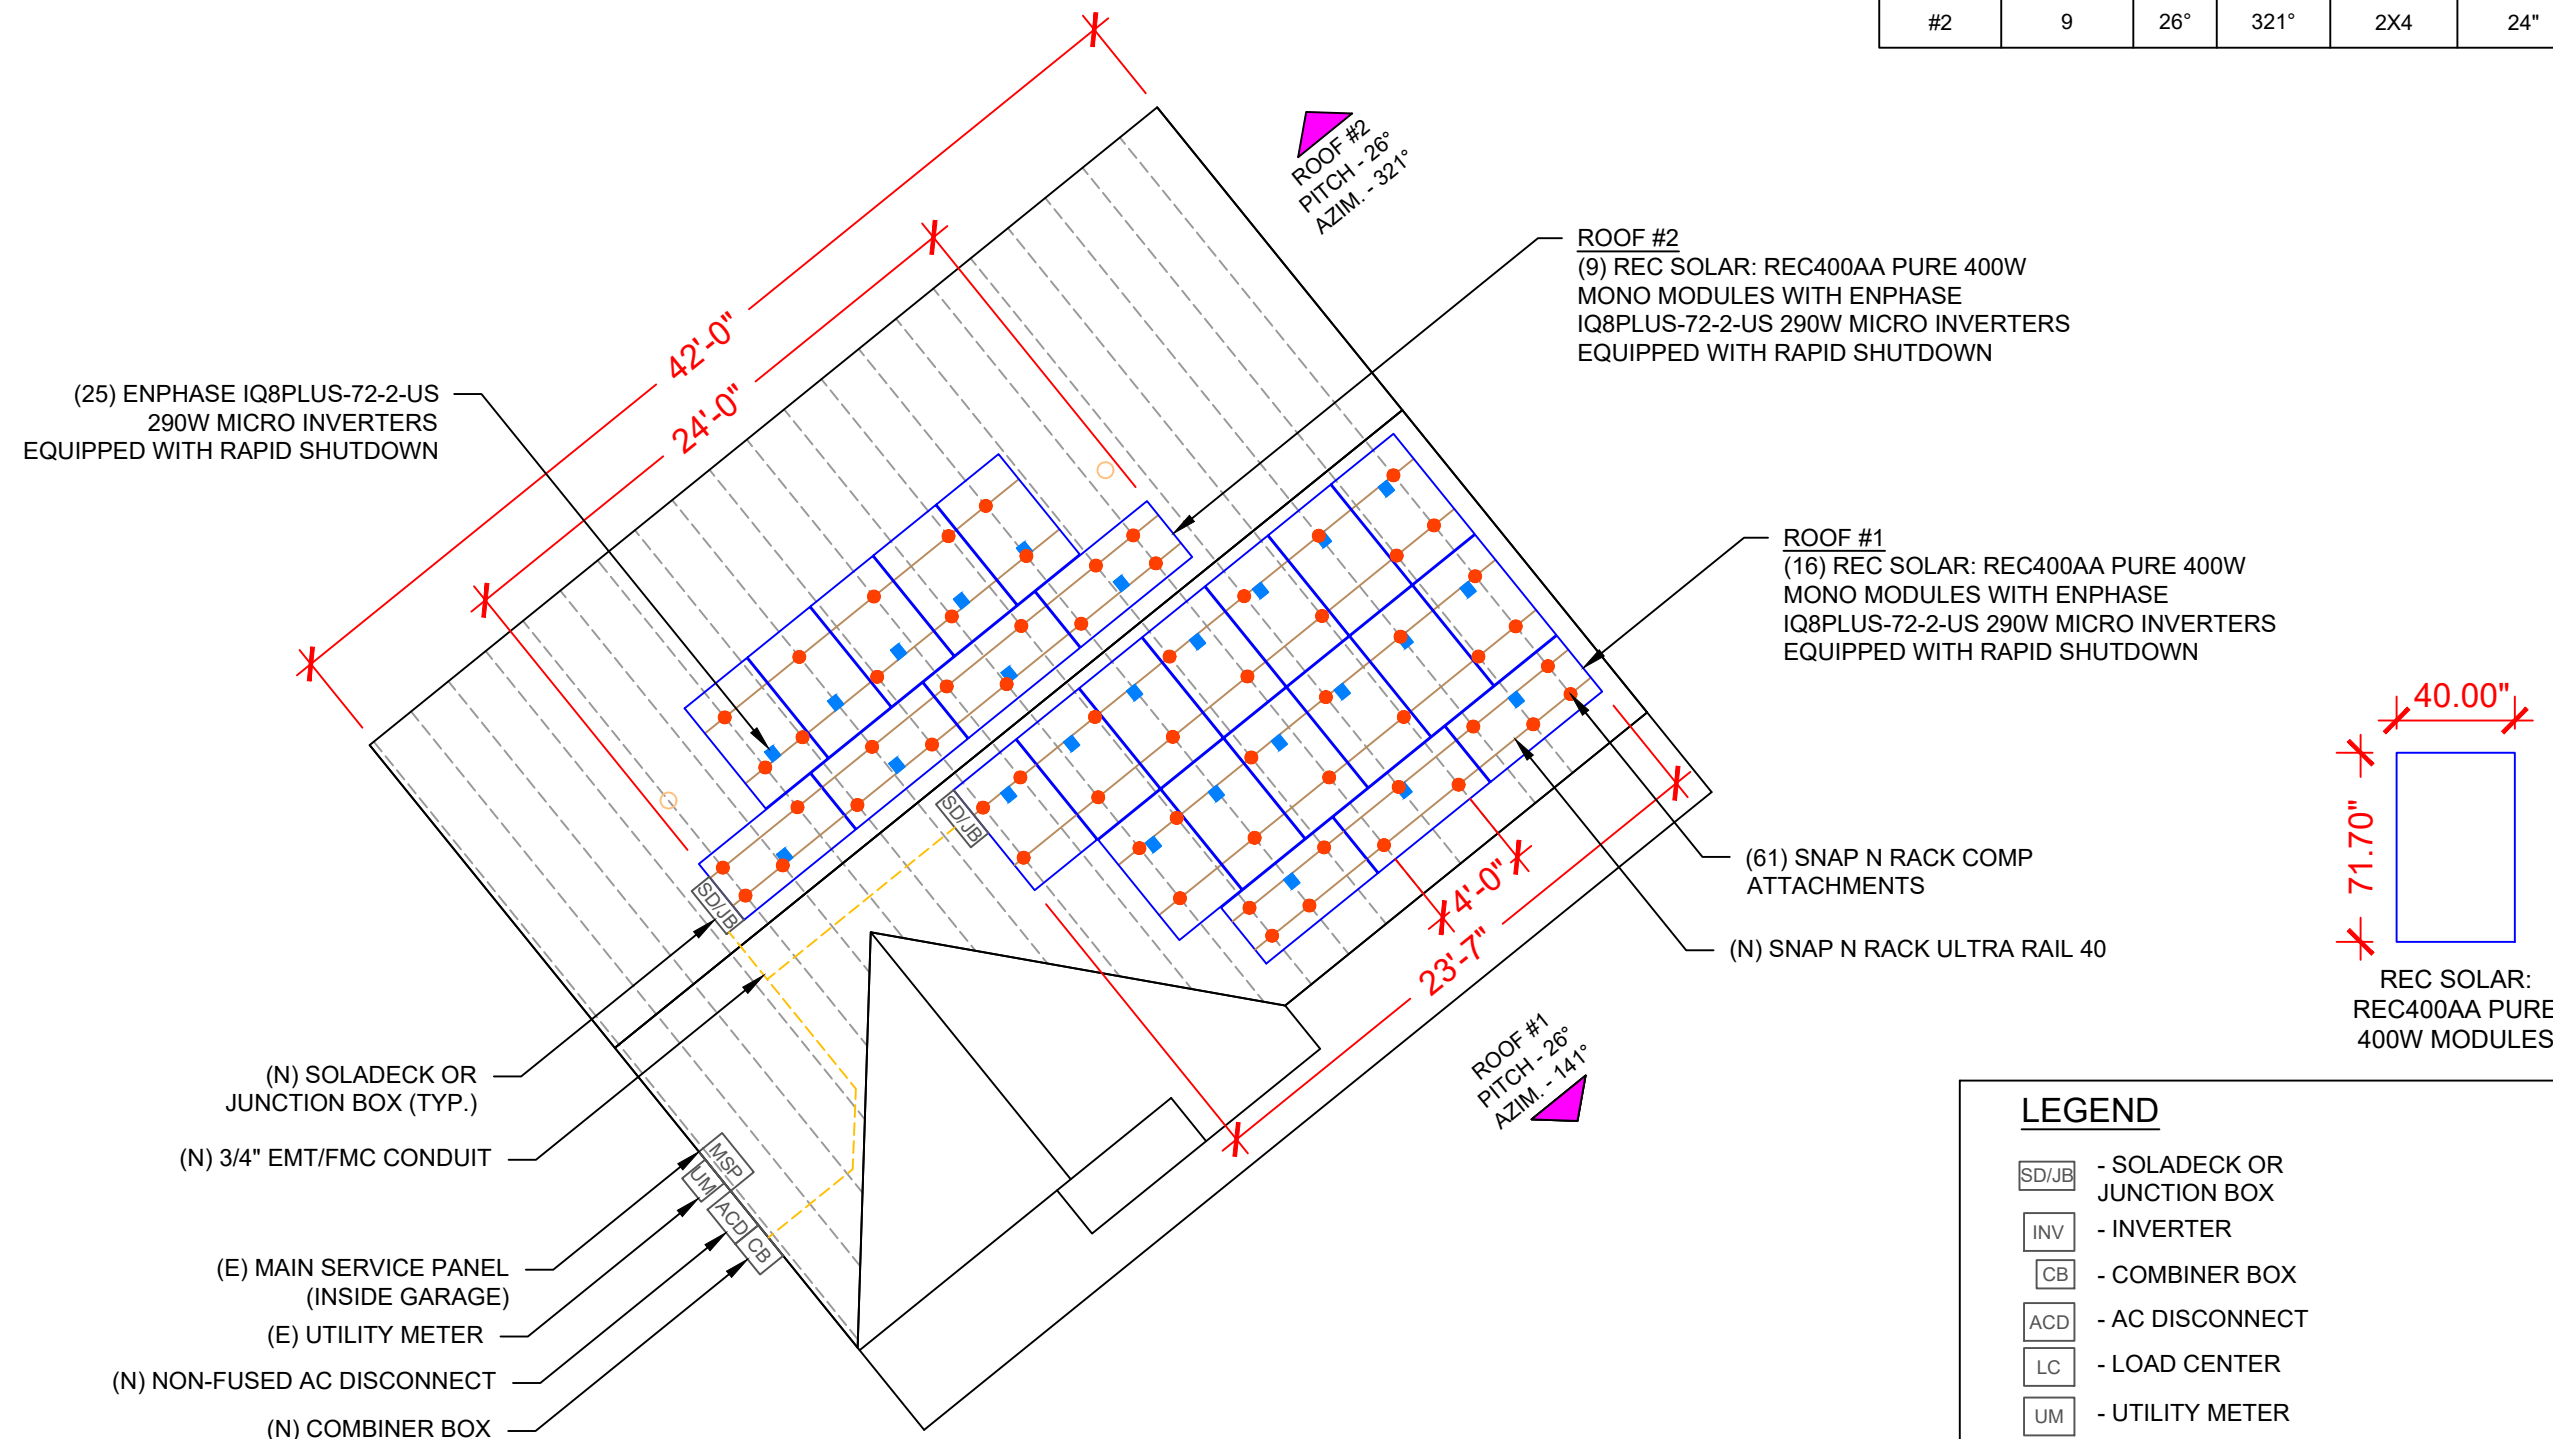 #2 9 26° 321° 2X4 24"
ROOF #2
PITCH - 26°
AZIM. - 321°
42'-0"
24'-0"
ROOF #2
(9) REC SOLAR: REC400AA PURE 400W
MONO MODULES WITH ENPHASE
IQ8PLUS-72-2-US 290W MICRO INVERTERS
EQUIPPED WITH RAPID SHUTDOWN
(25) ENPHASE IQ8PLUS-72-2-US
290W MICRO INVERTERS
EQUIPPED WITH RAPID SHUTDOWN
ROOF #1
(16) REC SOLAR: REC400AA PURE 400W
MONO MODULES WITH ENPHASE
IQ8PLUS-72-2-US 290W MICRO INVERTERS
EQUIPPED WITH RAPID SHUTDOWN
40.00"
71.70"
REC SOLAR:
REC400AA PURE
400W MODULES
SD/JB
SD/JB
(61) SNAP N RACK COMP
ATTACHMENTS
4'-0"
23'-7"
(N) SNAP N RACK ULTRA RAIL 40
ROOF #1
PITCH - 26°
AZIM. - 141°
(N) SOLADECK OR
JUNCTION BOX (TYP.)
(N) 3/4" EMT/FMC CONDUIT
MSP
UM
ACD
CB
(E) MAIN SERVICE PANEL
(INSIDE GARAGE)
(E) UTILITY METER
(N) NON-FUSED AC DISCONNECT
(N) COMBINER BOX
LEGEND
SD/JB - SOLADECK OR
JUNCTION BOX
INV - INVERTER
CB - COMBINER BOX
ACD - AC DISCONNECT
LC - LOAD CENTER
UM - UTILITY METER